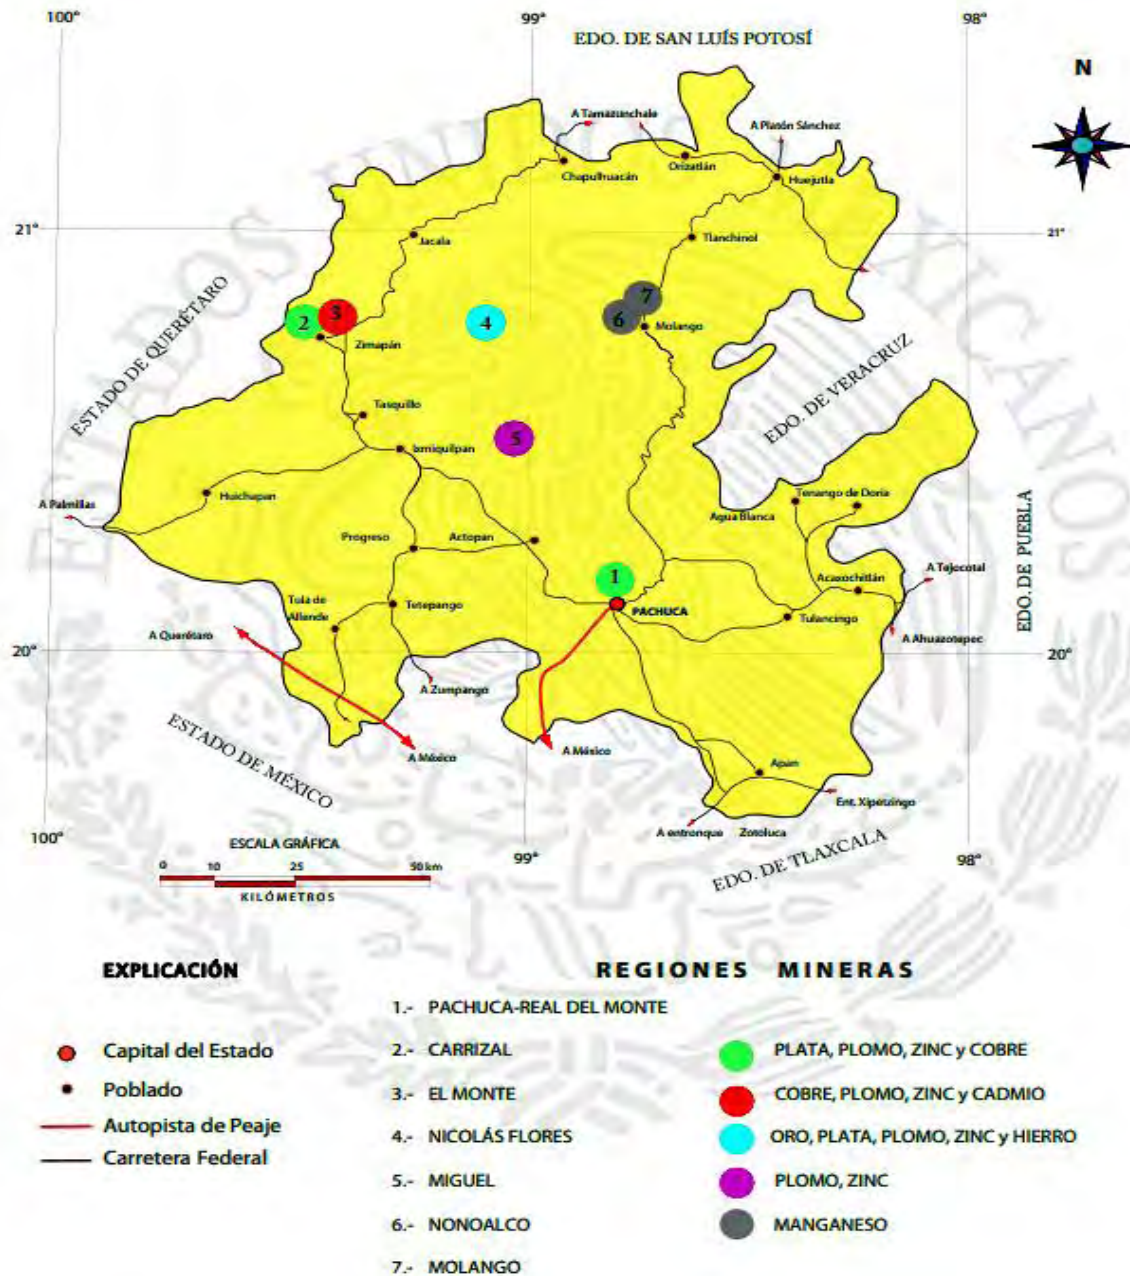 100°
99°
98°
EDO. DE SAN LUÍS POTOSÍ
N
A Tamazunchale
A Platón Sánchez
Chapulhuacán
Orizatlán
Huejutla
21°
Jacala
Tlanchinol
21°
ESTADO DE QUERÉTARO
2
3
4
7
6
Molango
Zimapán
EDO. DE VERACRUZ
Tasquillo
5
Ixmiquilpan
Huichapan
A Palmillas
Tenango de Doria
Agua Blanca
EDO. DE PUEBLA
Progreso
Actopan
A Tejocotal
1
Acaxochitlán
Tula de
Allende
Tetepango
PACHUCA
Tulancingo
A Querétaro
A Ahuazotepec
20°
20°
A Zumpango
ESTADO DE MÉXICO
A México
A México
Apan
Ent. Xipetzingo
A entronque
Zotoluca
EDO. DE TLAXCALA
100°
99°
98°
ESCALA GRÁFICA
0 10 25 50 km
KILÓMETROS
ESTADOS UNIDOS MEXICANOS
EXPLICACIÓN
Capital del Estado
Poblado
Autopista de Peaje
Carretera Federal
REGIONES MINERAS
1.- PACHUCA-REAL DEL MONTE
2.- CARRIZAL
3.- EL MONTE
4.- NICOLÁS FLORES
5.- MIGUEL
6.- NONOALCO
7.- MOLANGO
PLATA, PLOMO, ZINC y COBRE
COBRE, PLOMO, ZINC y CADMIO
ORO, PLATA, PLOMO, ZINC y HIERRO
PLOMO, ZINC
MANGANESO